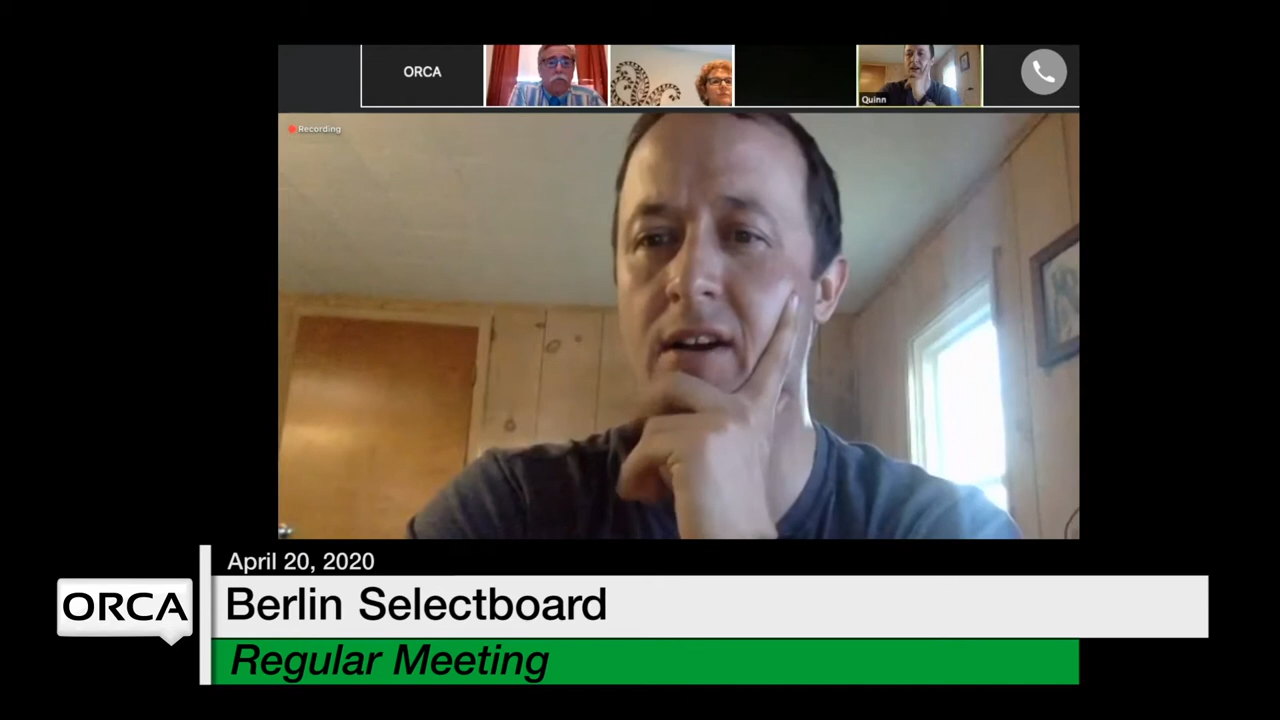 ORCA
Quinn
Recording
April 20, 2020
Berlin Selectboard
ORCA
Regular Meeting